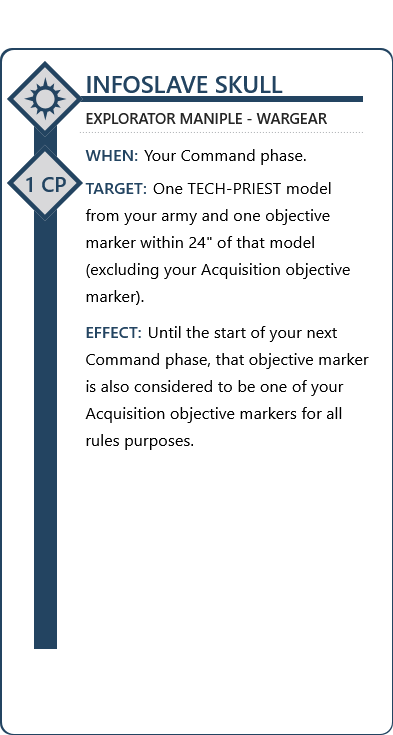 INFOSLAVE SKULL
EXPLORATOR MANIPLE - WARGEAR
1 CP
WHEN: Your Command phase.
TARGET: One TECH-PRIEST model
from your army and one objective
marker within 24" of that model
(excluding your Acquisition objective
marker).
EFFECT: Until the start of your next
Command phase, that objective marker
is also considered to be one of your
Acquisition objective markers for all
rules purposes.